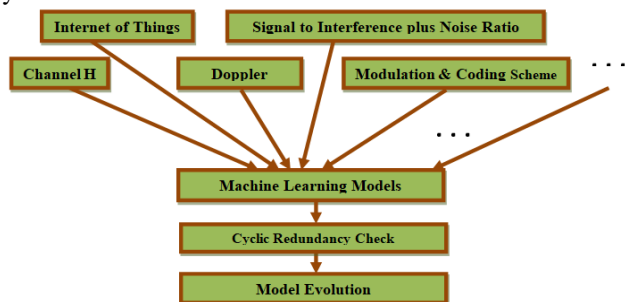 y
Internet of Things
Signal to Interference plus Noise Ratio
Channel H
Doppler
Modulation & Coding Scheme
. . .
. . .
Machine Learning Models
Cyclic Redundancy Check
Model Evolution